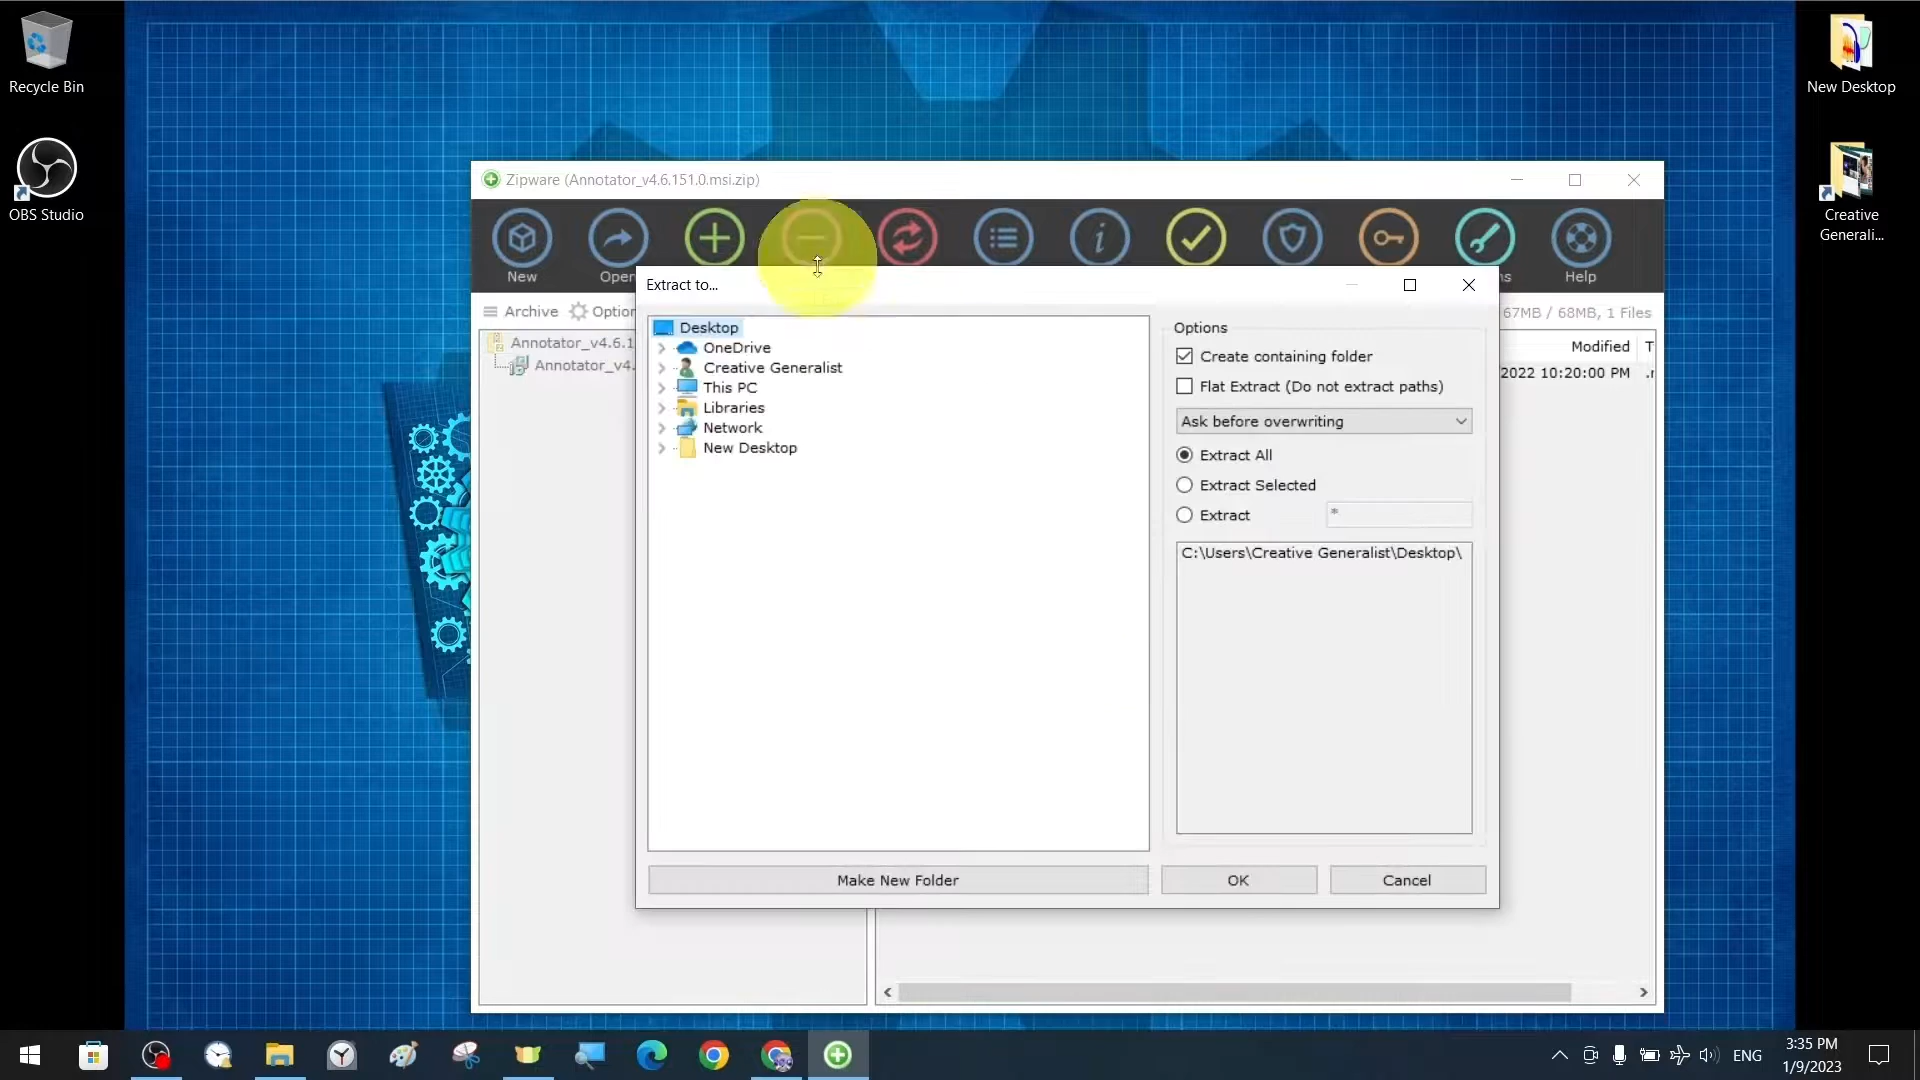 Recycle Bin
OBS Studio
New Desktop
Creative
Generali...
Zipware (Annotator_v4.6.151.0.msi.zip)
New
Open
Help
Archive
67MB / 68MB, 1 Files
Annotator_v4.6.1
Annotator_v4.
Modified
2022 10:20:00 PM
Extract to...
Desktop
OneDrive
Creative Generalist
This PC
Libraries
Network
New Desktop
Options
Create containing folder
Flat Extract (Do not extract paths)
Ask before overwriting
Extract All
Extract Selected
Extract
*
C:\Users\Creative Generalist\Desktop\
Make New Folder
OK
Cancel
ENG
3:35 PM
1/9/2023